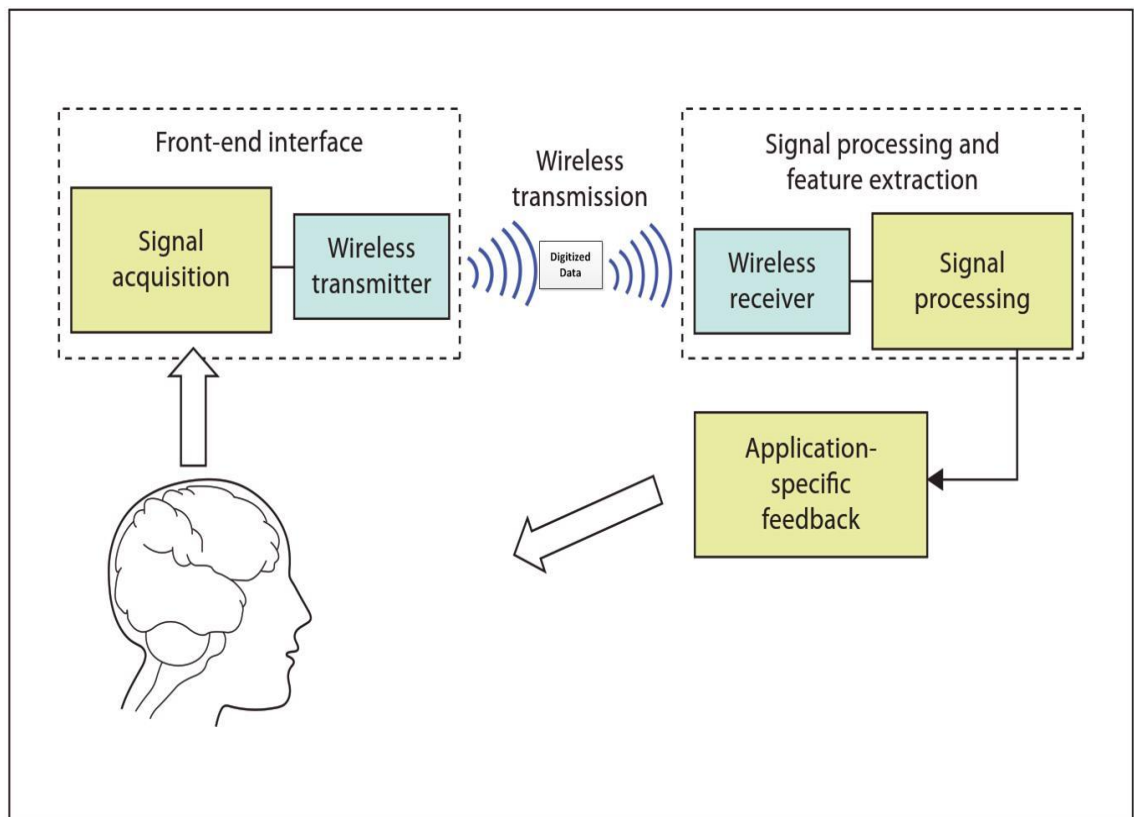 Front-end interface
Signal
acquisition
Wireless
transmitter
Wireless
transmission
Digitized
Data
Signal processing and
feature extraction
Wireless
receiver
Signal
processing
Application-
specific
feedback